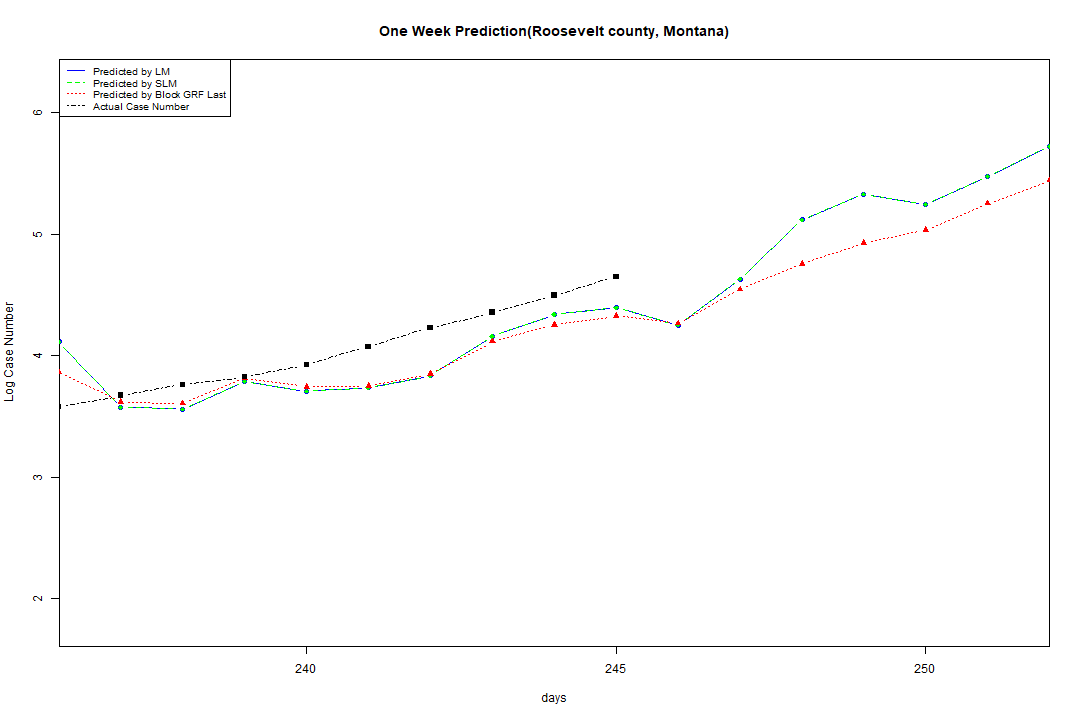 One Week Prediction(Roosevelt county, Montana)
Predicted by LM
Predicted by SLM
Predicted by Block GRF Last
Actual Case Number
6
5
4
3
2
Log Case Number
240
245
250
days